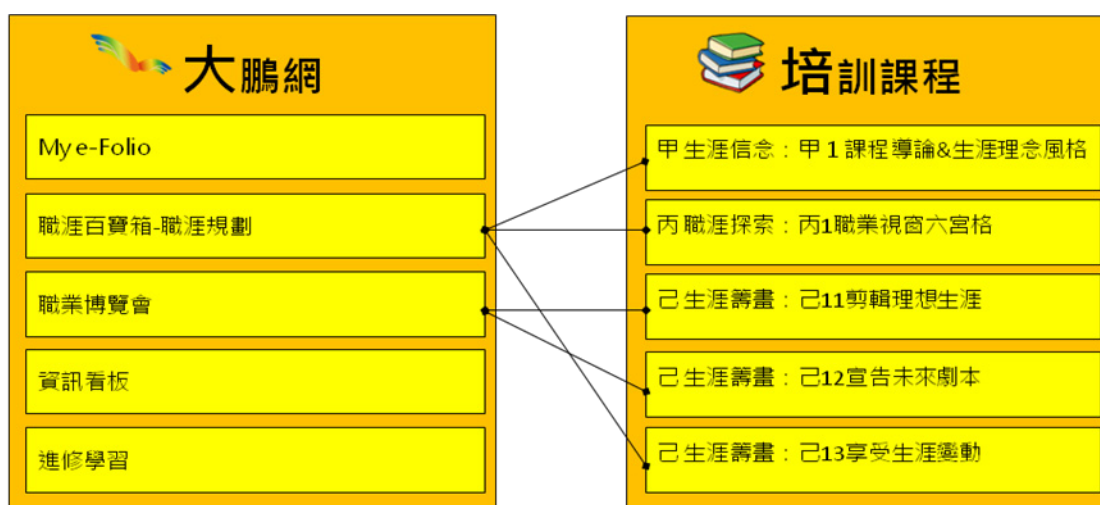 大鵬網
My e-Folio
職涯百寶箱-職涯規劃
職業博覽會
資訊看板
進修學習
培訓課程
甲生涯信念：甲1課程導論&生涯理念風格
丙職涯探索：丙1職業視窗六宮格
己生涯籌畫：己11剪輯理想生涯
己生涯籌畫：己12宣告未來劇本
己生涯籌畫：己13享受生涯變動